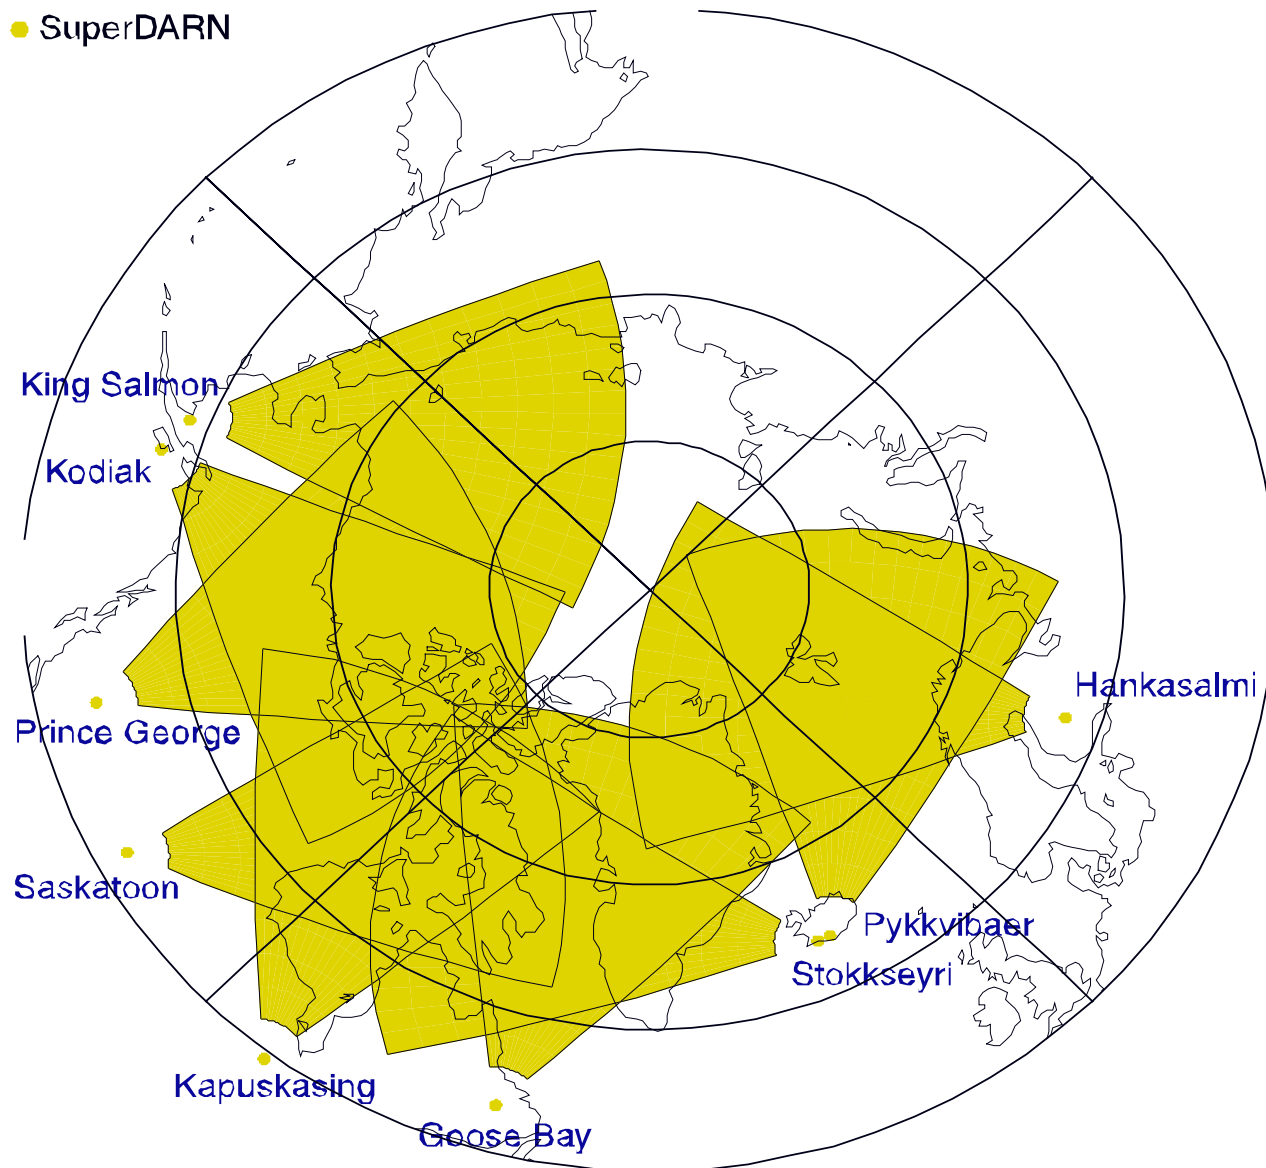 SuperDARN
King Salmon
Kodiak
Hankasalmi
Prince George
Saskatoon
Pykkvibaer
Stokkseyri
Kapuskasing
Goose Bay